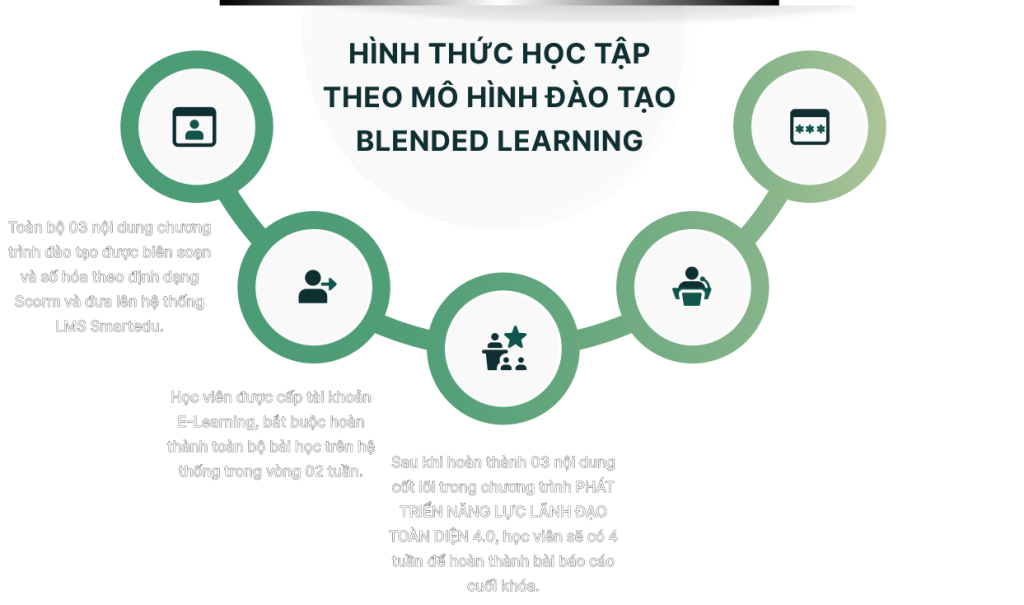 HÌNH THỨC HỌC TẬP
THEO MÔ HÌNH ĐÀO TẠO
BLENDED LEARNING
***
Toàn bộ 03 nội dung chương
trình đào tạo được biên soạn
và số hóa theo định dạng
Scorm và đưa lên hệ thống
LMS Smartedu.
Học viên được cấp tài khoản
E-Learning, bắt buộc hoàn
thành toàn bộ bài học trên hệ
thống trong vòng 02 tuần.
Sau khi hoàn thành 03 nội dung
cốt lõi trong chương trình PHÁT
TRIỂN NĂNG LỰC LÃNH ĐẠO
TOÀN DIỆN 4.0, học viên sẽ có 4
tuần để hoàn thành bài báo cáo
cuối khóa.